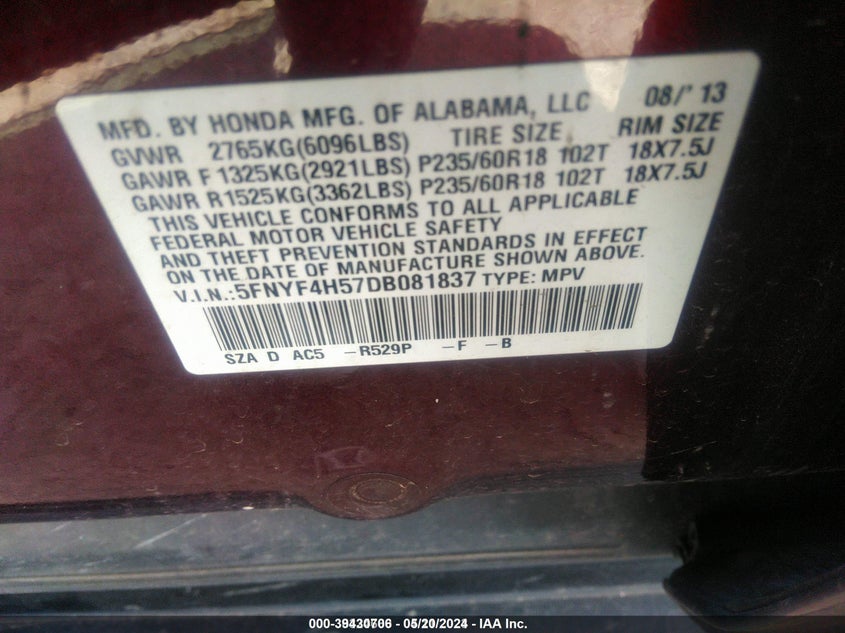 MFD. BY HONDA MFG. OF ALABAMA, LLC 08/' 13
GVWR 2765KG(6096LBS) TIRE SIZE RIM SIZE
GAWR F 1325KG(2921LBS) P235/60R18 102T 18X7.5J
GAWR R1525KG(3362LBS) P235/60R18 102T 18X7.5J
THIS VEHICLE CONFORMS TO ALL APPLICABLE
FEDERAL MOTOR VEHICLE SAFETY
AND THEFT PREVENTION STANDARDS IN EFFECT
ON THE DATE OF MANUFACTURE SHOWN ABOVE.
V.I.N.:5FNYF4H57DB081837 TYPE: MPV
SZA D AC5 -R529P -F -B
- IAA Inc.